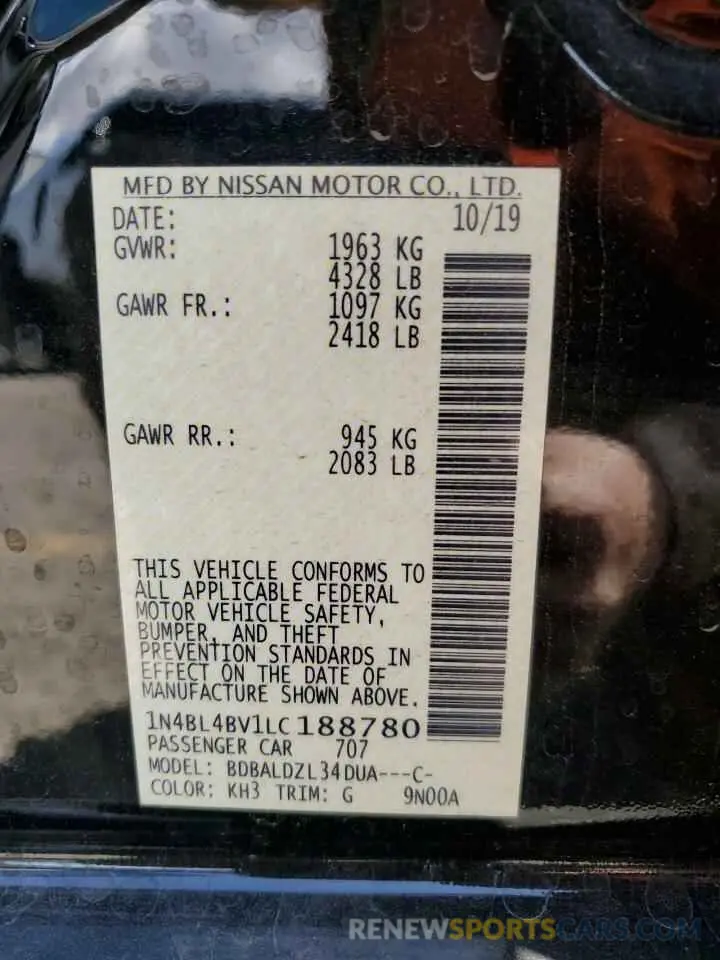 MFD BY NISSAN MOTOR CO., LTD.
DATE: 10/19
GVWR: 1963 KG
4328 LB
GAWR FR.: 1097 KG
2418 LB
GAWR RR.: 945 KG
2083 LB
THIS VEHICLE CONFORMS TO
ALL APPLICABLE FEDERAL
MOTOR VEHICLE SAFETY,
BUMPER, AND THEFT
PREVENTION STANDARDS IN
EFFECT ON THE DATE OF
MANUFACTURE SHOWN ABOVE.
1N4BL4BV1LC188780
PASSENGER CAR 707
MODEL: BDBALDZL34DUA---C-
COLOR: KH3 TRIM: G 9N00A
RENEWSPORTSCARS.COM